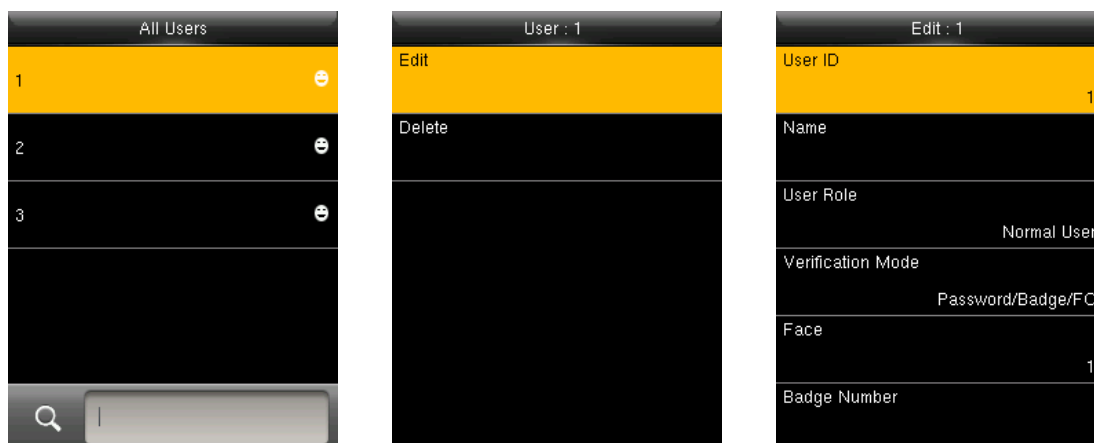 All Users
1
2
3
User : 1
Edit
Delete
Edit : 1
User ID
1
Name
User Role
Normal User
Verification Mode
Password/Badge/FC
Face
1
Badge Number